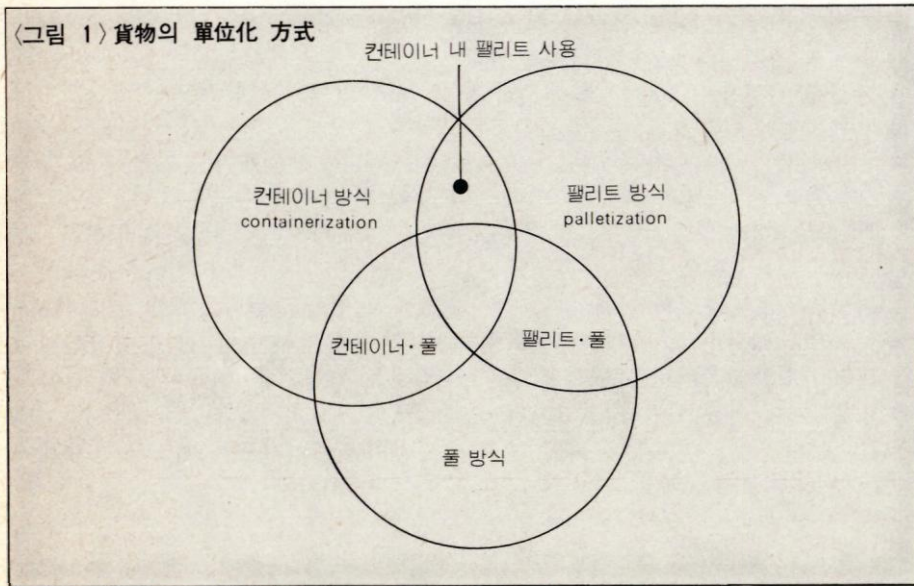 〈그림 1〉貨物의 單位化 方式
컨테이너 내 팰리트 사용
컨테이너 방식
containerization
팰리트 방식
palletization
컨테이너·풀
팰리트·풀
풀 방식